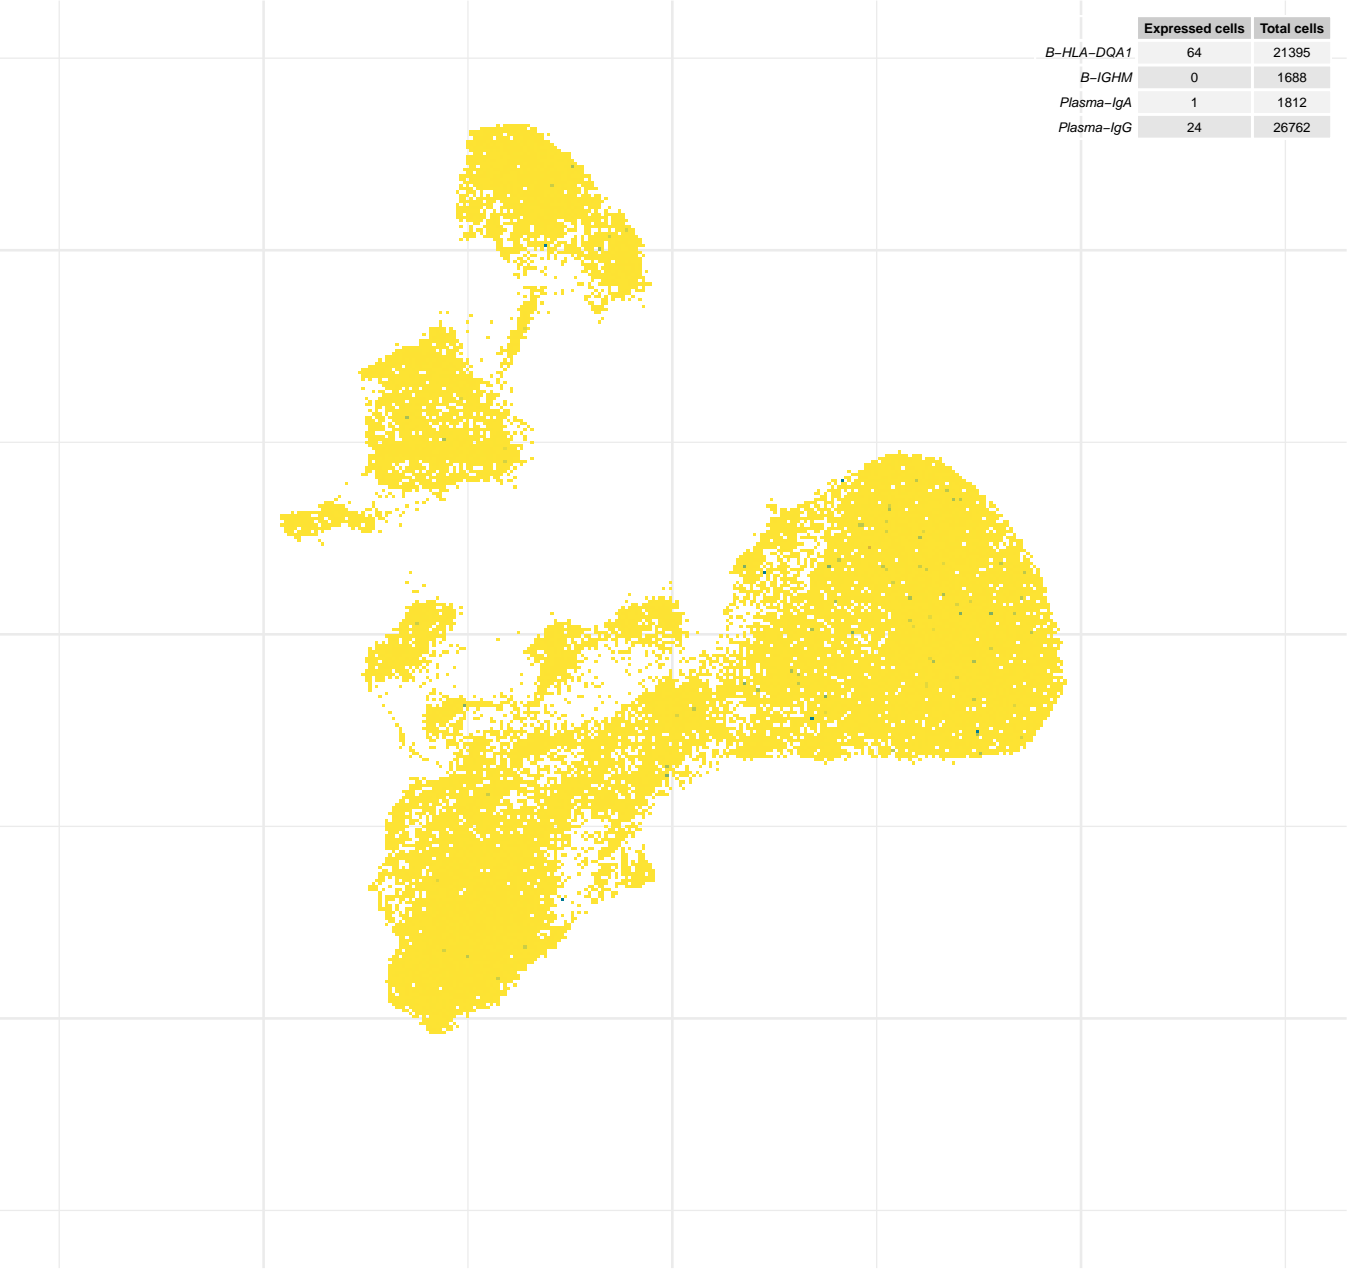 Expressed cells Total cells
B−HLA−DQA1 64 21395
B−IGHM 0 1688
Plasma−IgA 1 1812
Plasma−IgG 24 26762